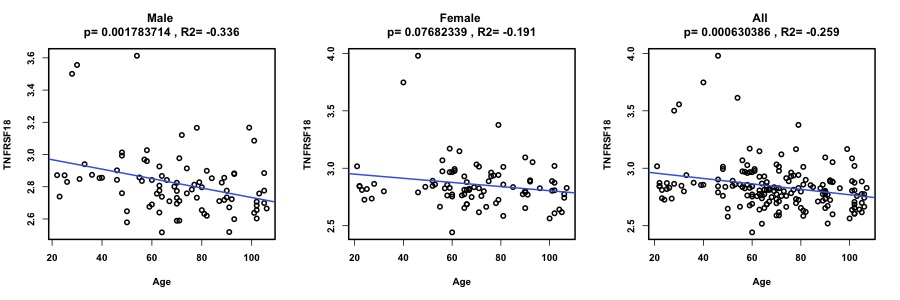 Male
p= 0.001783714 , R2= -0.336
TNFRSF18
3.6
3.4
3.2
3.0
2.8
2.6
20 40 60 80 100
Age
Female
p= 0.07682339 , R2= -0.191
TNFRSF18
4.0
3.5
3.0
2.5
20 40 60 80 100
Age
All
p= 0.000630386 , R2= -0.259
TNFRSF18
4.0
3.5
3.0
2.5
20 40 60 80 100
Age